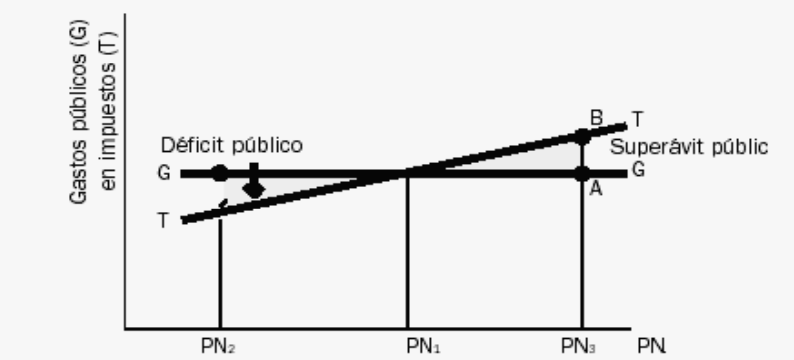 Gastos públicos (G)
en impuestos (T)
Déficit público
B
T
Superávit públic
G
G
A
T
PN₂
PN₁
PN₃
PN.